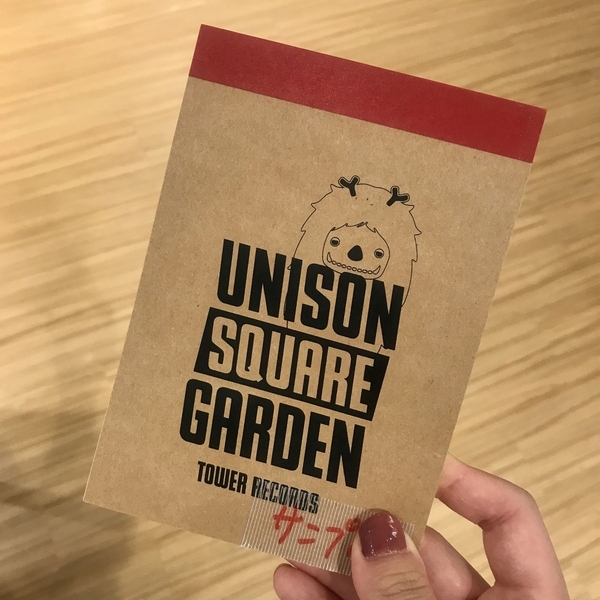 UNISON
SQUARE
GARDEN
TOWER RECORDS
サンプ